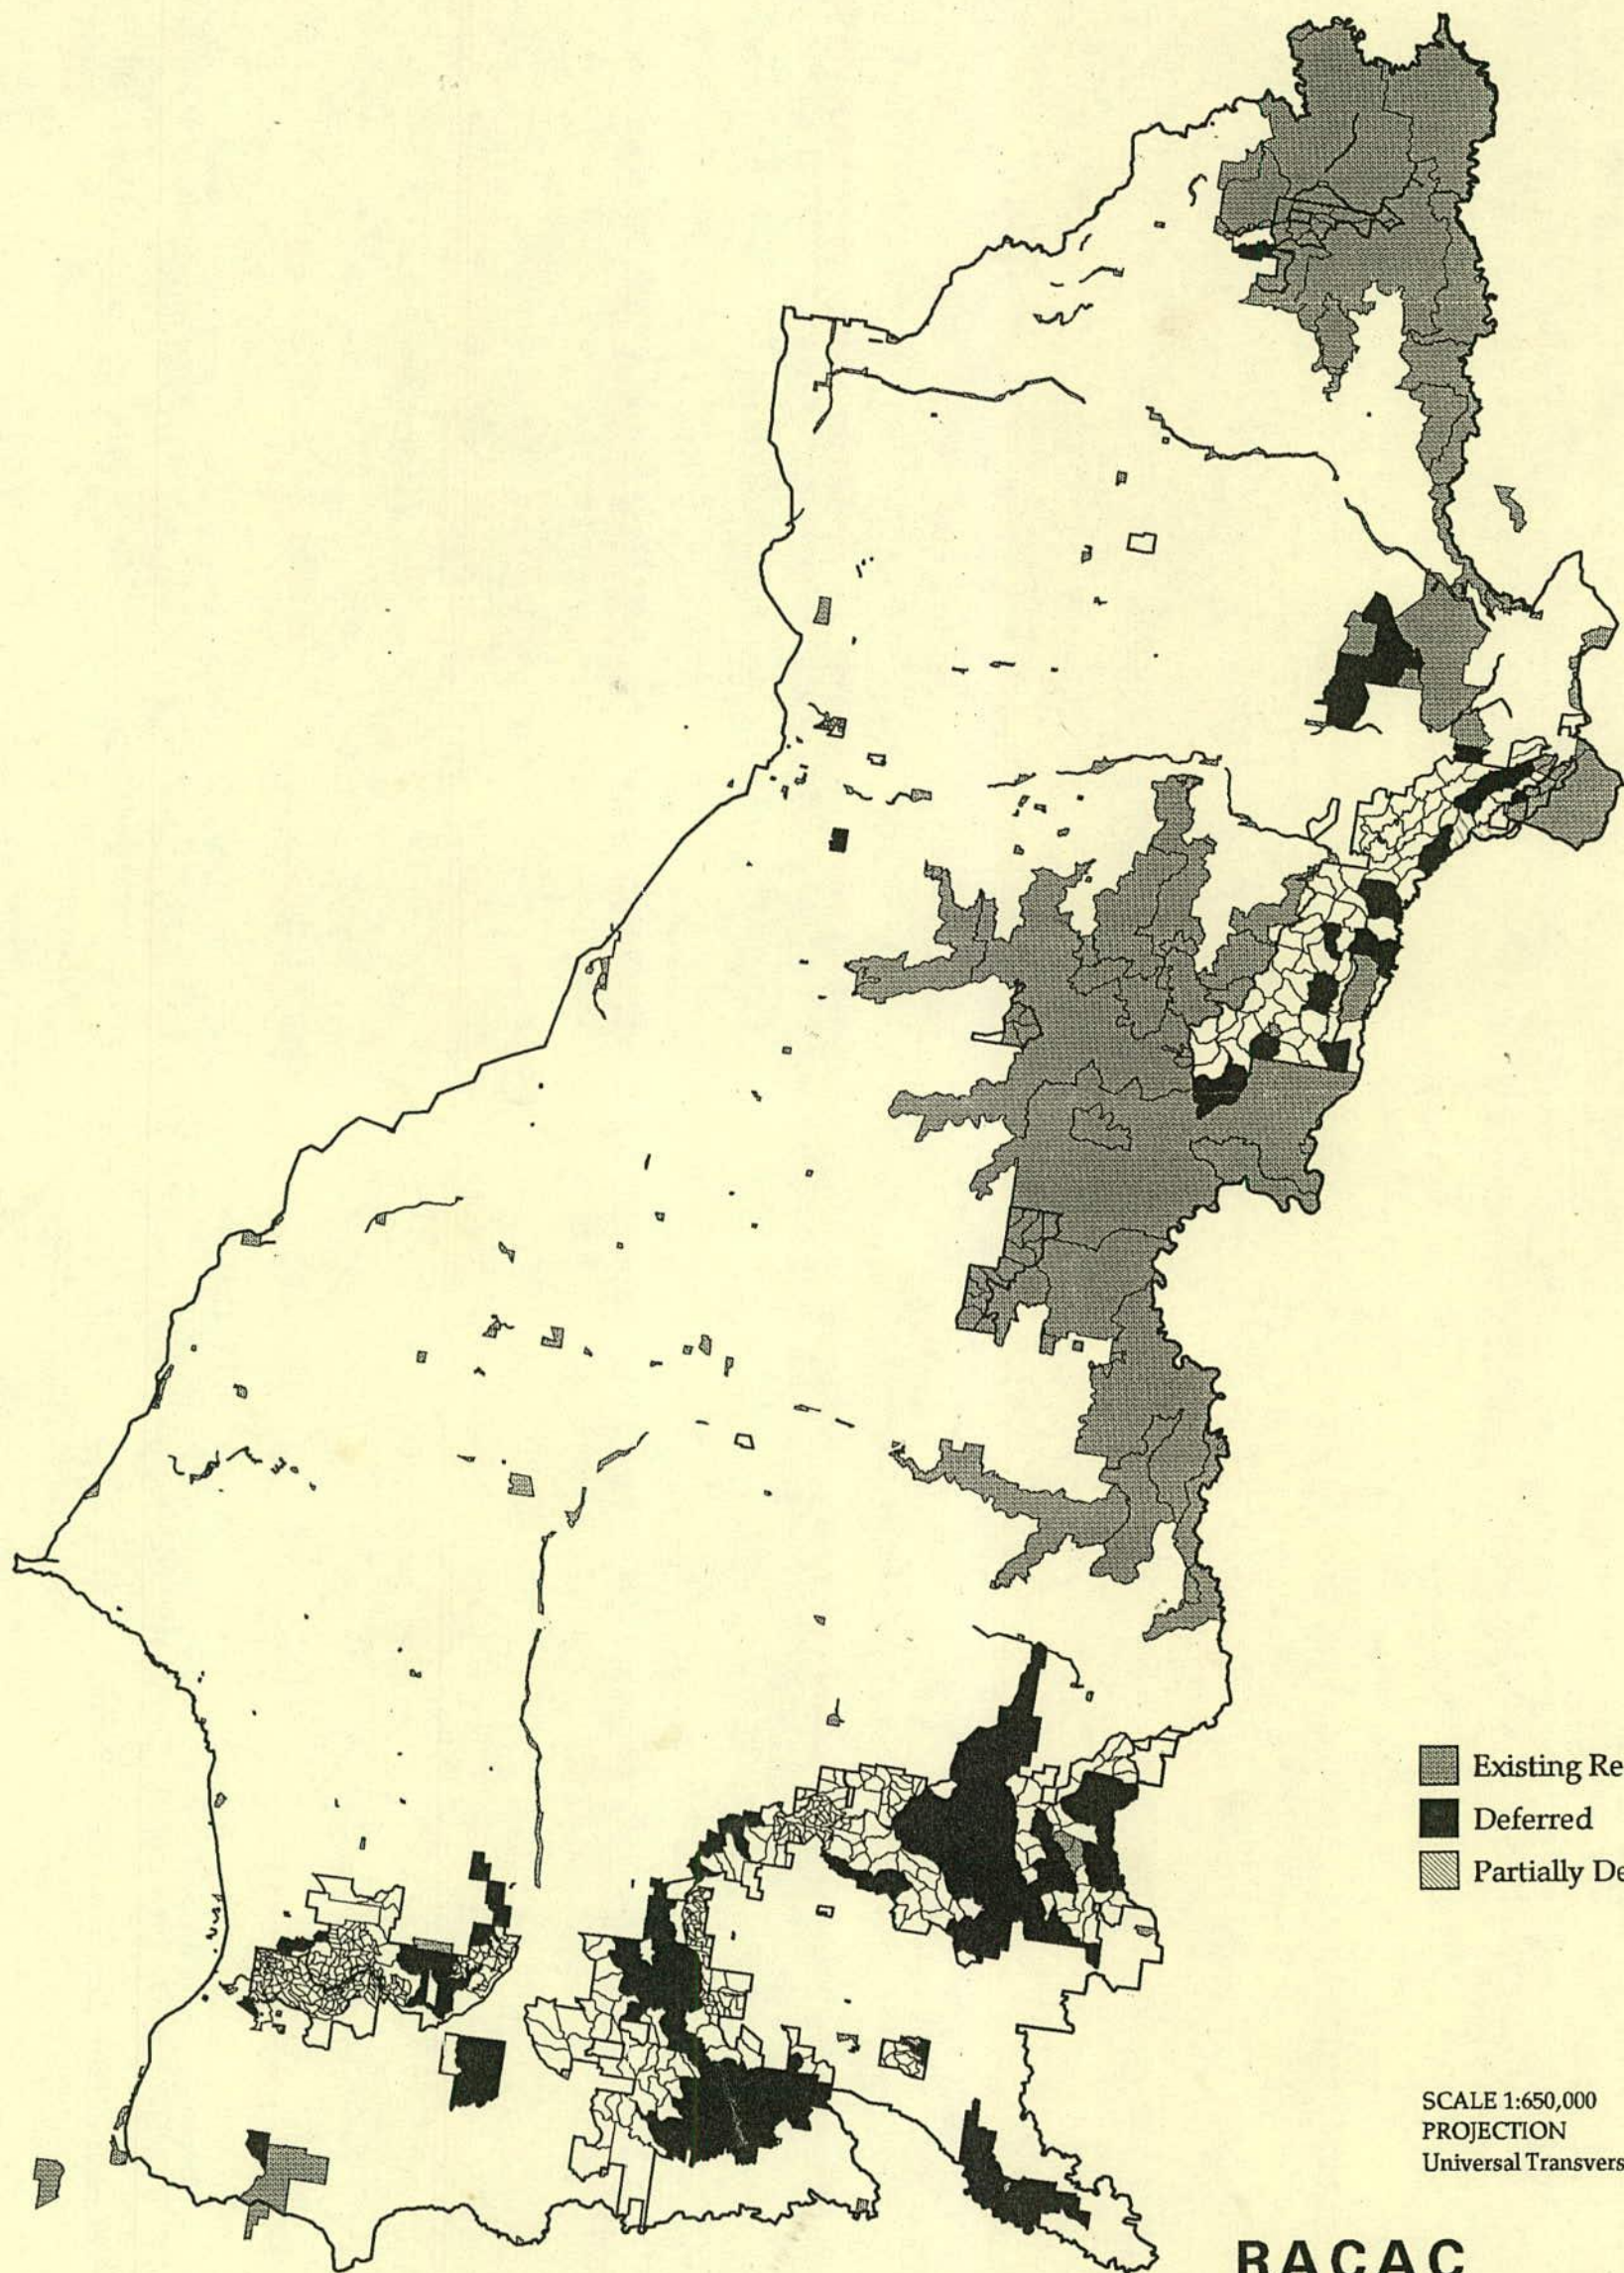 Existing Re
Deferred
Partially De
SCALE 1:650,000
PROJECTION
Universal Transvers
RACAC